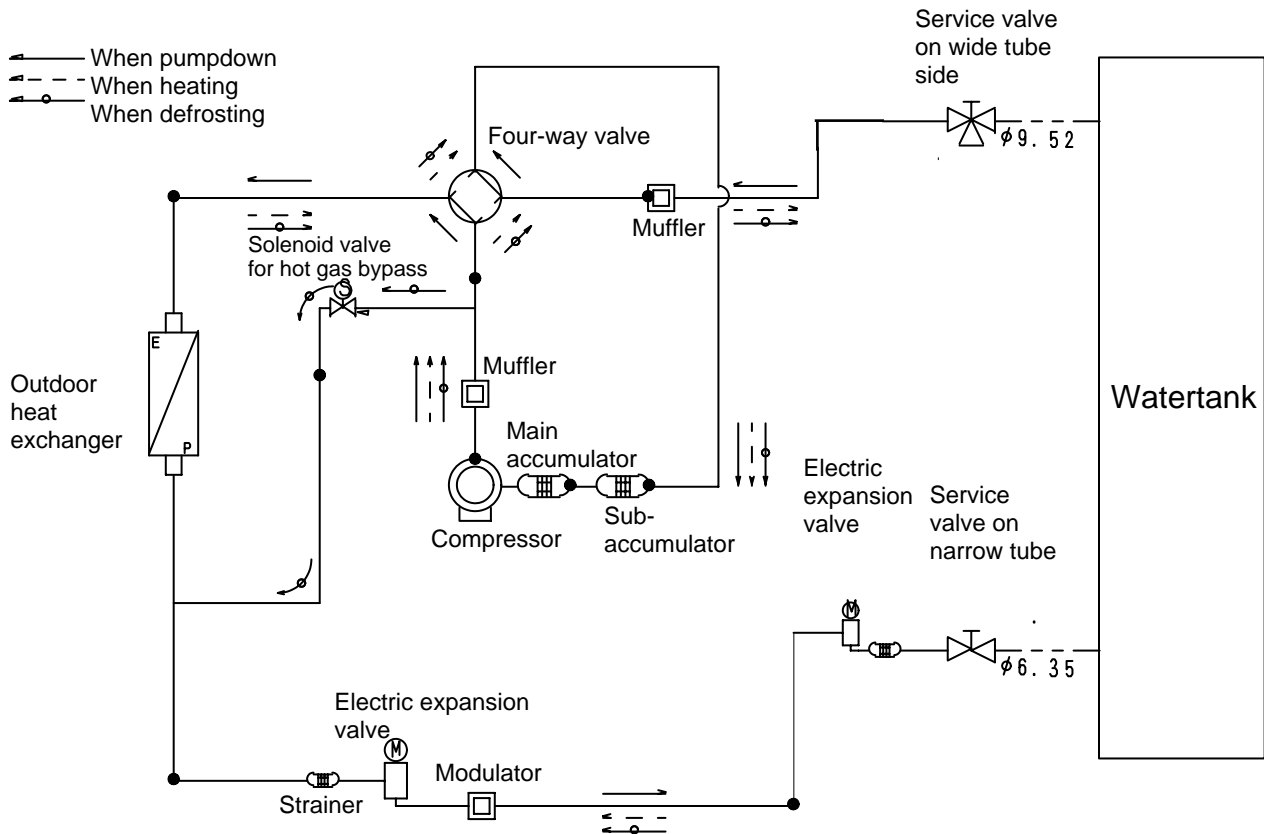 When pumpdown
When heating
When defrosting
Service valve
on wide tube
side
Four-way valve
φ9.52
Muffler
Solenoid valve
for hot gas bypass
S
E
P
Outdoor
heat
exchanger
Muffler
Main
accumulator
Compressor
Sub-
accumulator
Watertank
Electric
expansion
valve
Service
valve on
narrow tube
M
φ6.35
Electric expansion
valve
M
Strainer
Modulator